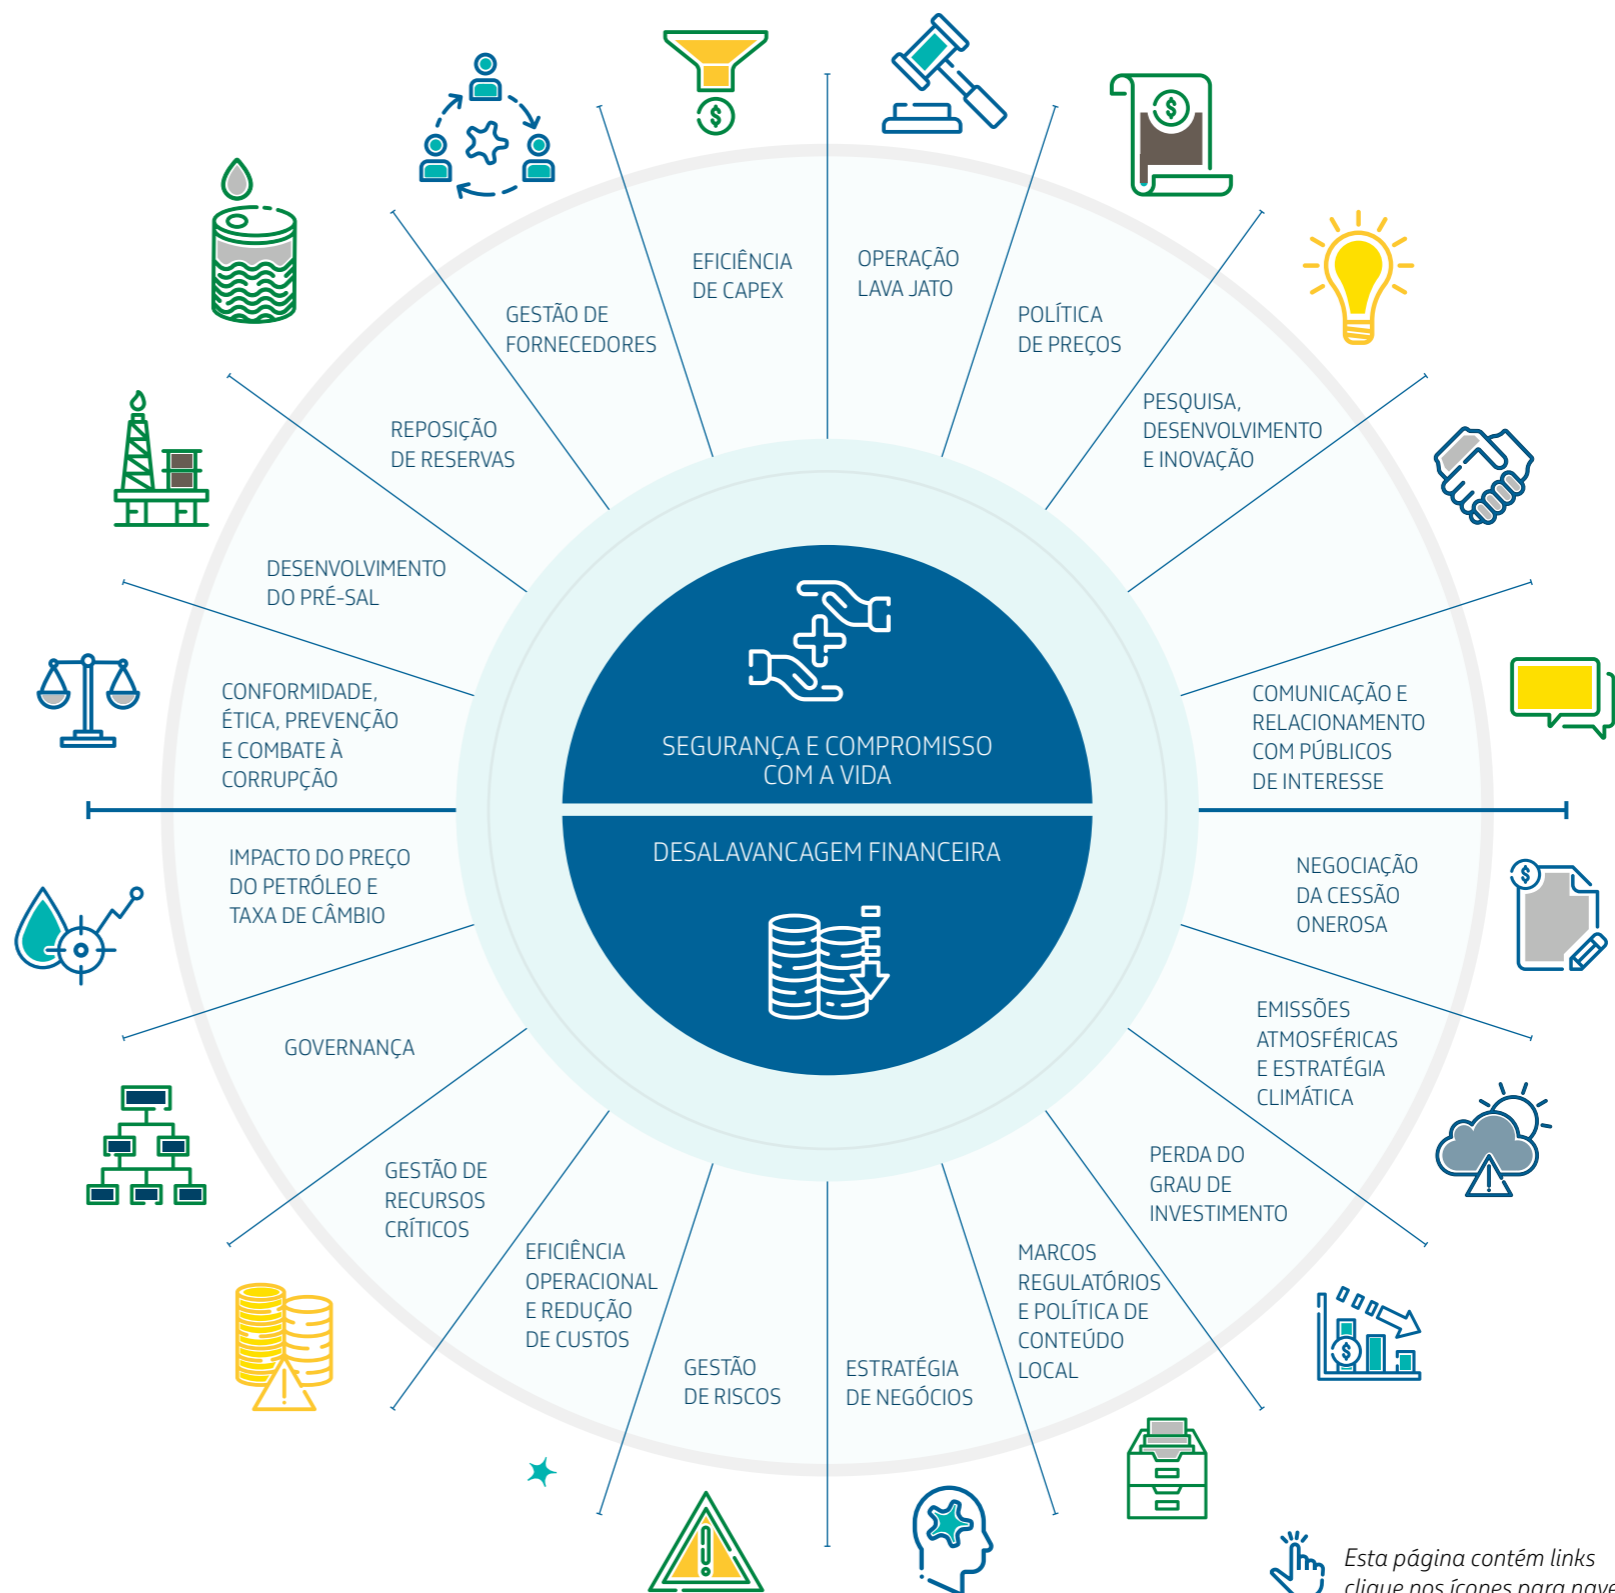 EFICIÊNCIA
DE CAPEX
OPERAÇÃO
LAVA JATO
POLÍTICA
DE PREÇOS
PESQUISA,
DESENVOLVIMENTO
E INOVAÇÃO
COMUNICAÇÃO E
RELACIONAMENTO
COM PÚBLICOS
DE INTERESSE
NEGOCIAÇÃO
DA CESSÃO
ONEROSA
EMISSÕES
ATMOSFÉRICAS
E ESTRATÉGIA
CLIMÁTICA
PERDA DO
GRAU DE
INVESTIMENTO
MARCOS
REGULATÓRIOS
E POLÍTICA DE
CONTEÚDO
LOCAL
ESTRATÉGIA
DE NEGÓCIOS
GESTÃO
DE RISCOS
EFICIÊNCIA
OPERACIONAL
E REDUÇÃO
DE CUSTOS
GESTÃO DE
RECURSOS
CRÍTICOS
GOVERNANÇA
IMPACTO DO PREÇO
DO PETRÓLEO E
TAXA DE CÂMBIO
CONFORMIDADE,
ÉTICA, PREVENÇÃO
E COMBATE À
CORRUPÇÃO
DESENVOLVIMENTO
DO PRÉ-SAL
REPOSIÇÃO
DE RESERVAS
GESTÃO DE
FORNECEDORES
SEGURANÇA E COMPROMISSO
COM A VIDA
DESALAVANCAGEM FINANCEIRA
Esta página contém links
clique nos ícones para